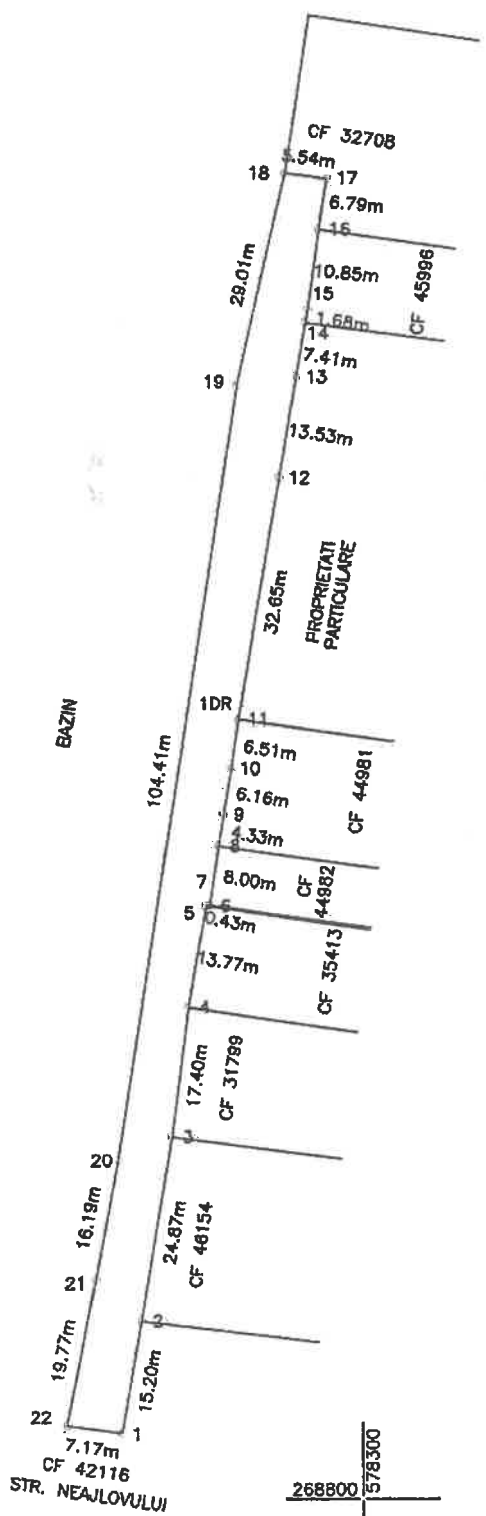 CF 32708
5.54m
18
17
6.79m
16
29.01m
10.85m
15
CF 45996
1.68m
14
7.41m
19
13
13.53m
12
32.65m
PROPRIETATI
PARTICULARE
BAZIN
1DR
11
104.41m
6.51m
10
CF 44981
6.16m
9
4.33m
8
8.00m
CF
44982
7
6
5
0.43m
CF 35413
13.77m
4
17.40m
CF 31799
3
20
16.19m
24.87m
CF 46154
21
2
19.77m
15.20m
22
1
7.17m
CF 42116
STR. NEAJLOVULUI
578300
268800